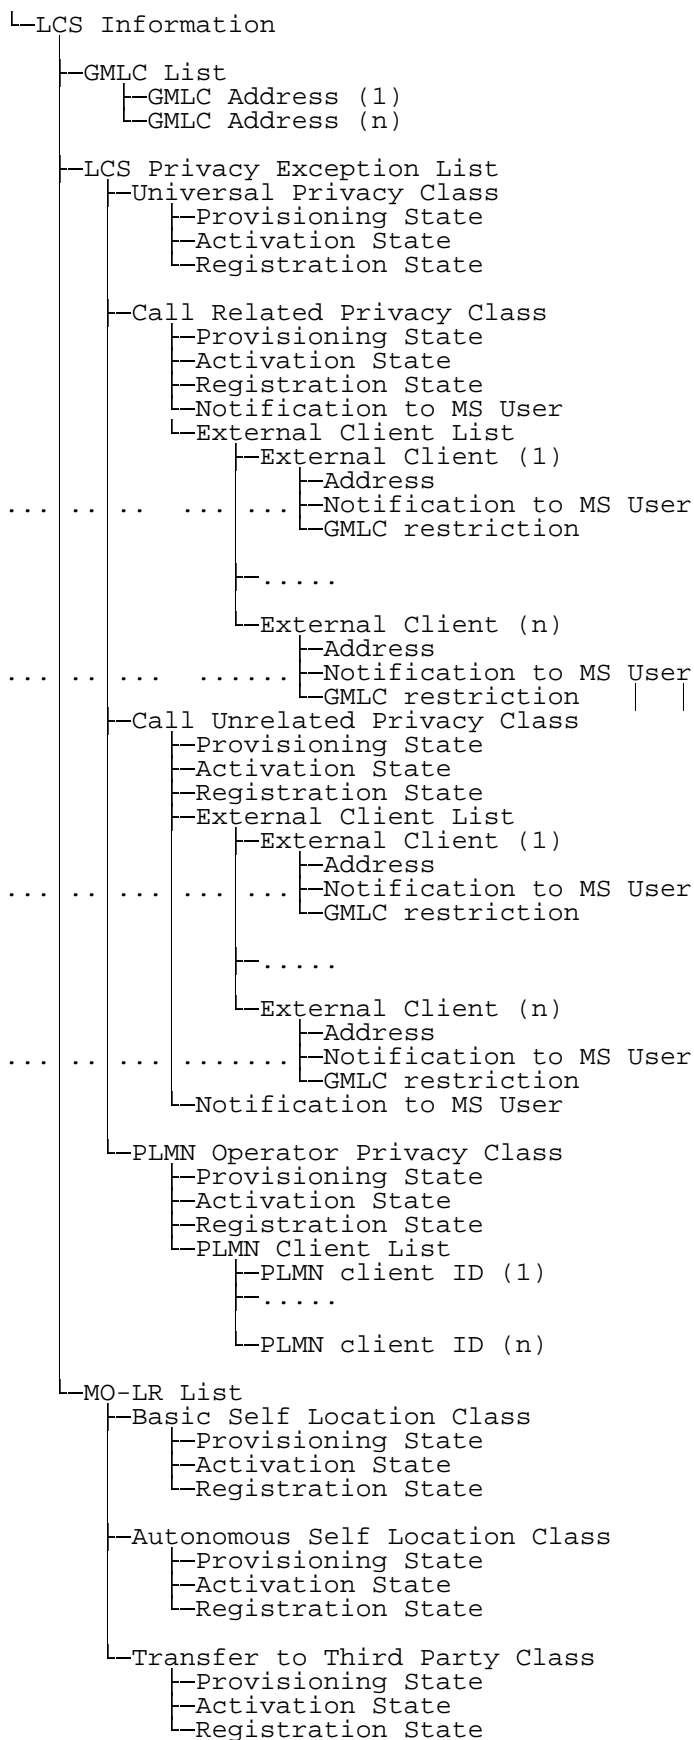 LCS Information
GMLC List
GMLC Address (1)
GMLC Address (n)
LCS Privacy Exception List
Universal Privacy Class
Provisioning State
Activation State
Registration State
Call Related Privacy Class
Provisioning State
Activation State
Registration State
Notification to MS User
External Client List
External Client (1)
Address
... .. .. ... ... Notification to MS User
GMLC restriction
.....
External Client (n)
Address
... .. ... ...... Notification to MS User
GMLC restriction
Call Unrelated Privacy Class
Provisioning State
Activation State
Registration State
External Client List
External Client (1)
Address
... .. ... ... ... Notification to MS User
GMLC restriction
.....
External Client (n)
Address
... .. ... ....... Notification to MS User
GMLC restriction
Notification to MS User
PLMN Operator Privacy Class
Provisioning State
Activation State
Registration State
PLMN Client List
PLMN client ID (1)
.....
PLMN client ID (n)
MO-LR List
Basic Self Location Class
Provisioning State
Activation State
Registration State
Autonomous Self Location Class
Provisioning State
Activation State
Registration State
Transfer to Third Party Class
Provisioning State
Activation State
Registration State